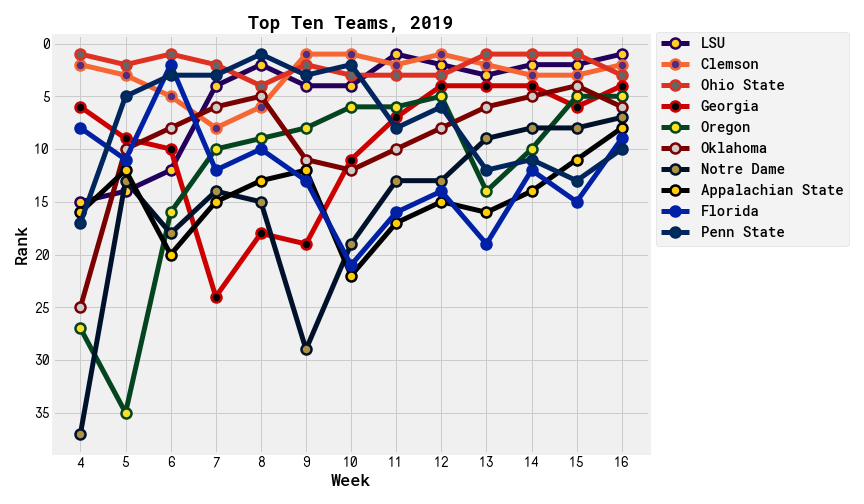 Top Ten Teams, 2019
0
5
10
15
20
25
30
35
Rank
4 5 6 7 8 9 10 11 12 13 14 15 16
Week
LSU
Clemson
Ohio State
Georgia
Oregon
Oklahoma
Notre Dame
Appalachian State
Florida
Penn State